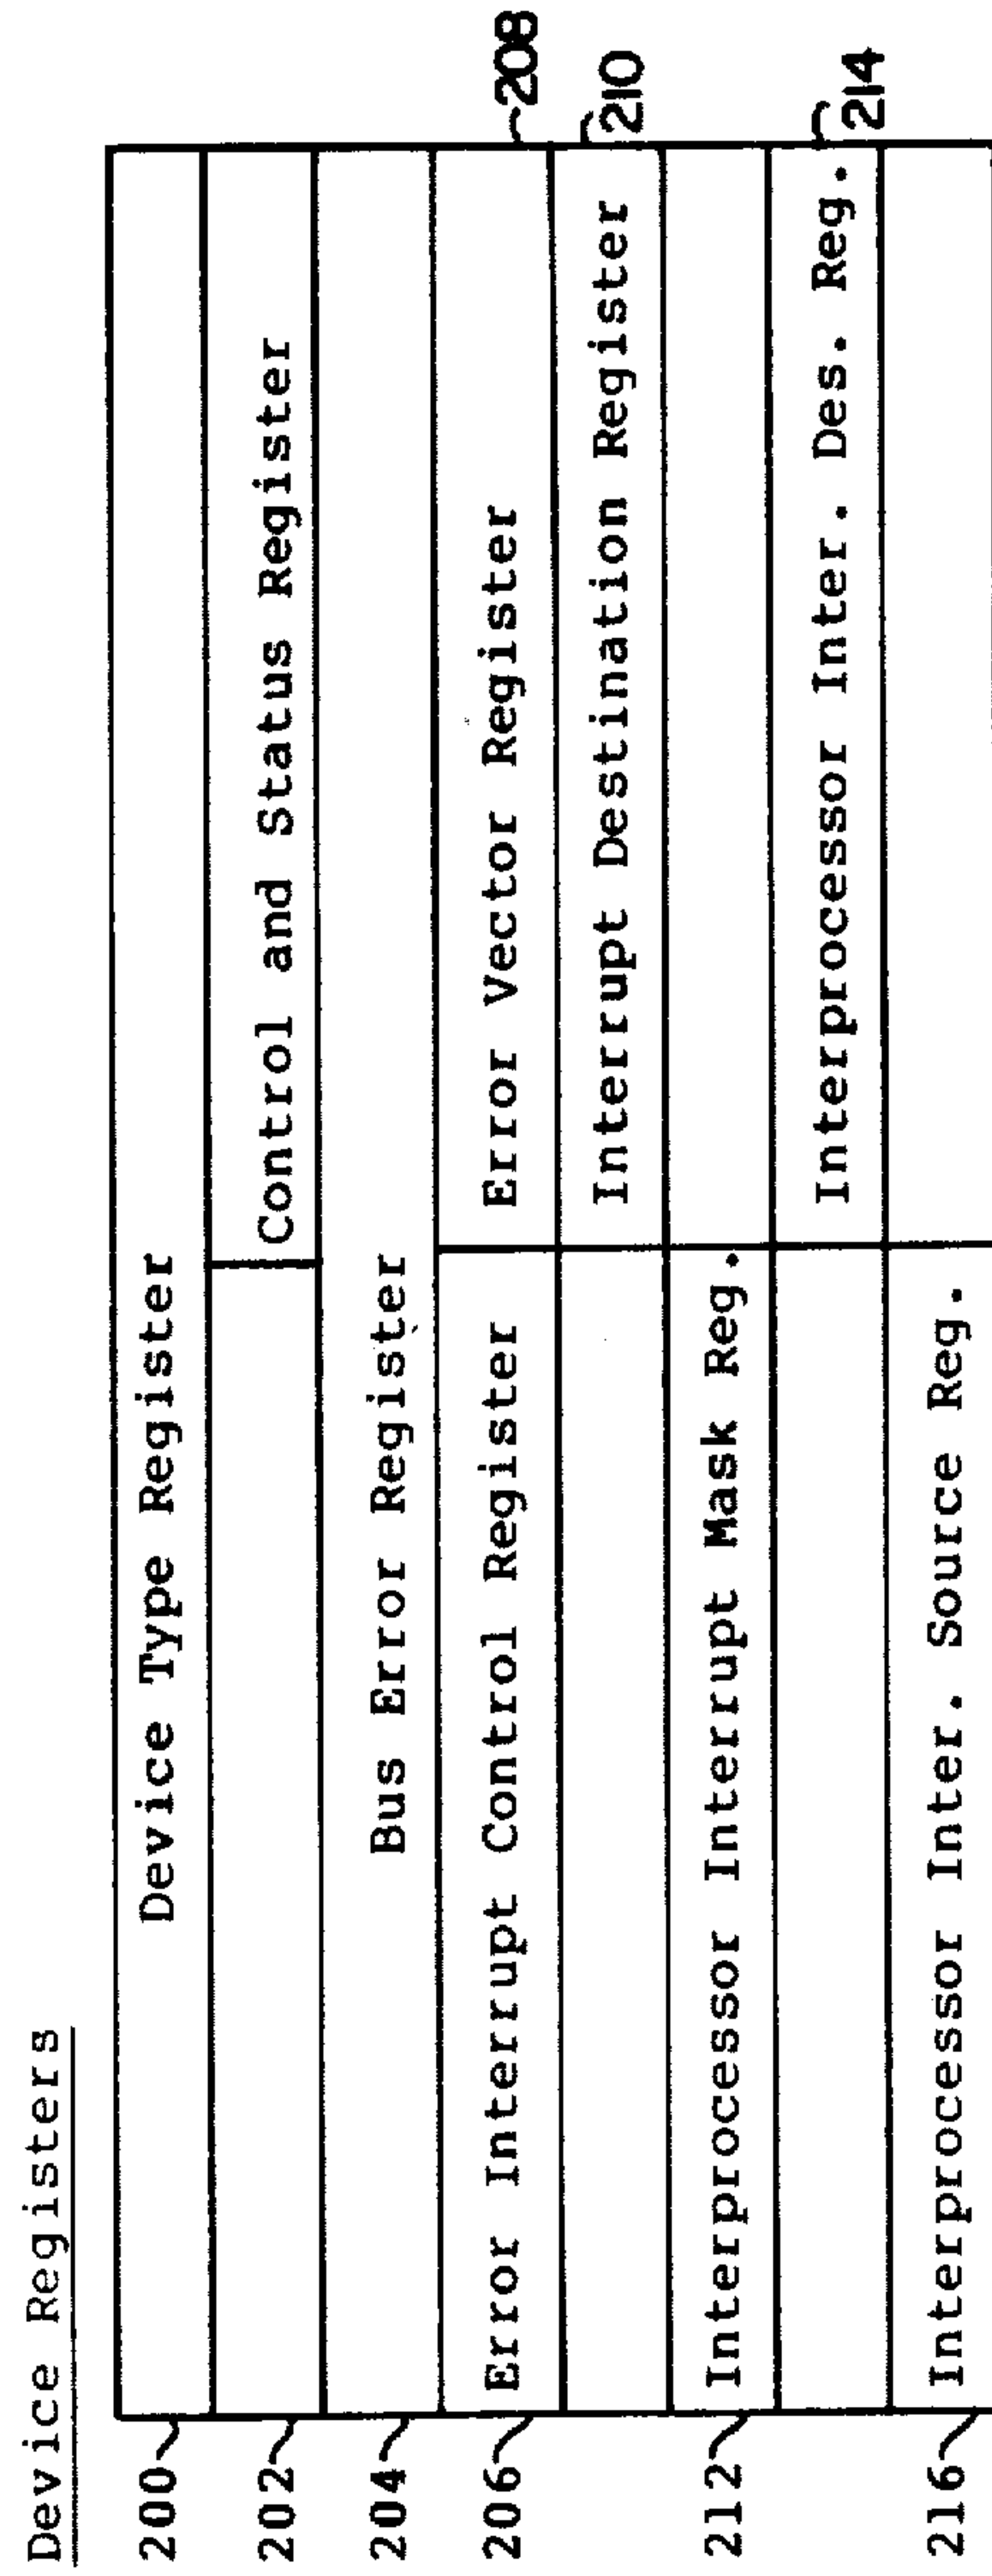 Device Registers
200 Device Type Register
202 Control and Status Register
204 Bus Error Register
206 Error Interrupt Control Register Error Vector Register 208
Interrupt Destination Register 210
212 Interprocessor Interrupt Mask Reg.
Interprocessor Inter. Des. Reg. 214
216 Interprocessor Inter. Source Reg.